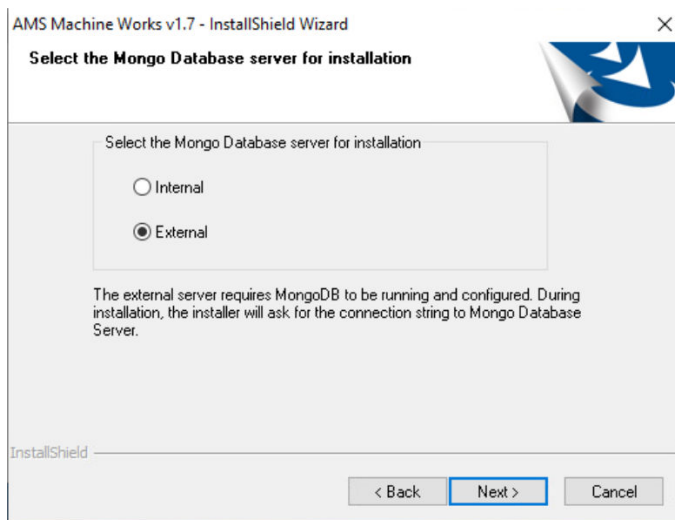 AMS Machine Works v1.7 - InstallShield Wizard
Select the Mongo Database server for installation
Select the Mongo Database server for installation
Internal
External
The external server requires MongoDB to be running and configured. During
installation, the installer will ask for the connection string to Mongo Database
Server.
InstallShield
< Back Next > Cancel